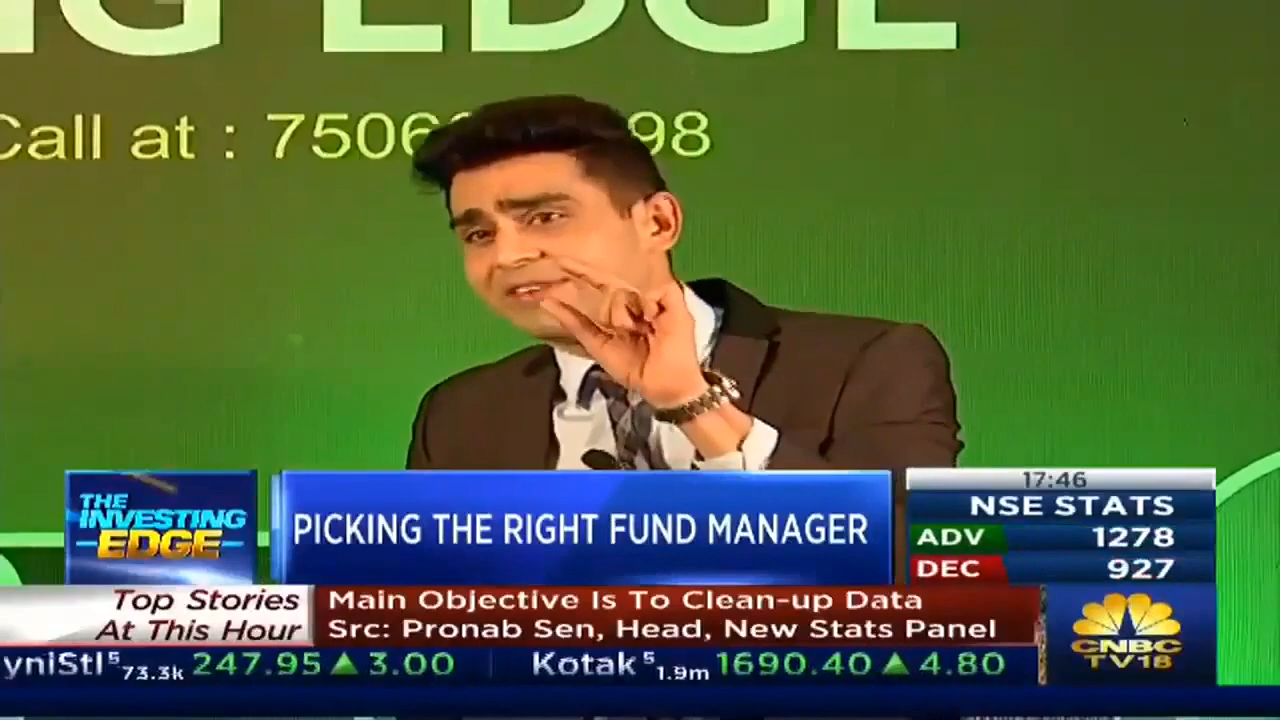 NG EDGE
Call at : 7506 98
THE
INVESTING
EDGE
PICKING THE RIGHT FUND MANAGER
17:46
NSE STATS
ADV 1278
DEC 927
Top Stories
At This Hour
Main Objective Is To Clean-up Data
Src: Pronab Sen, Head, New Stats Panel
CNBC
TV18
yniStl 5 73.3k 247.95 ▲ 3.00 Kotak 5 1.9m 1690.40 ▲ 4.80